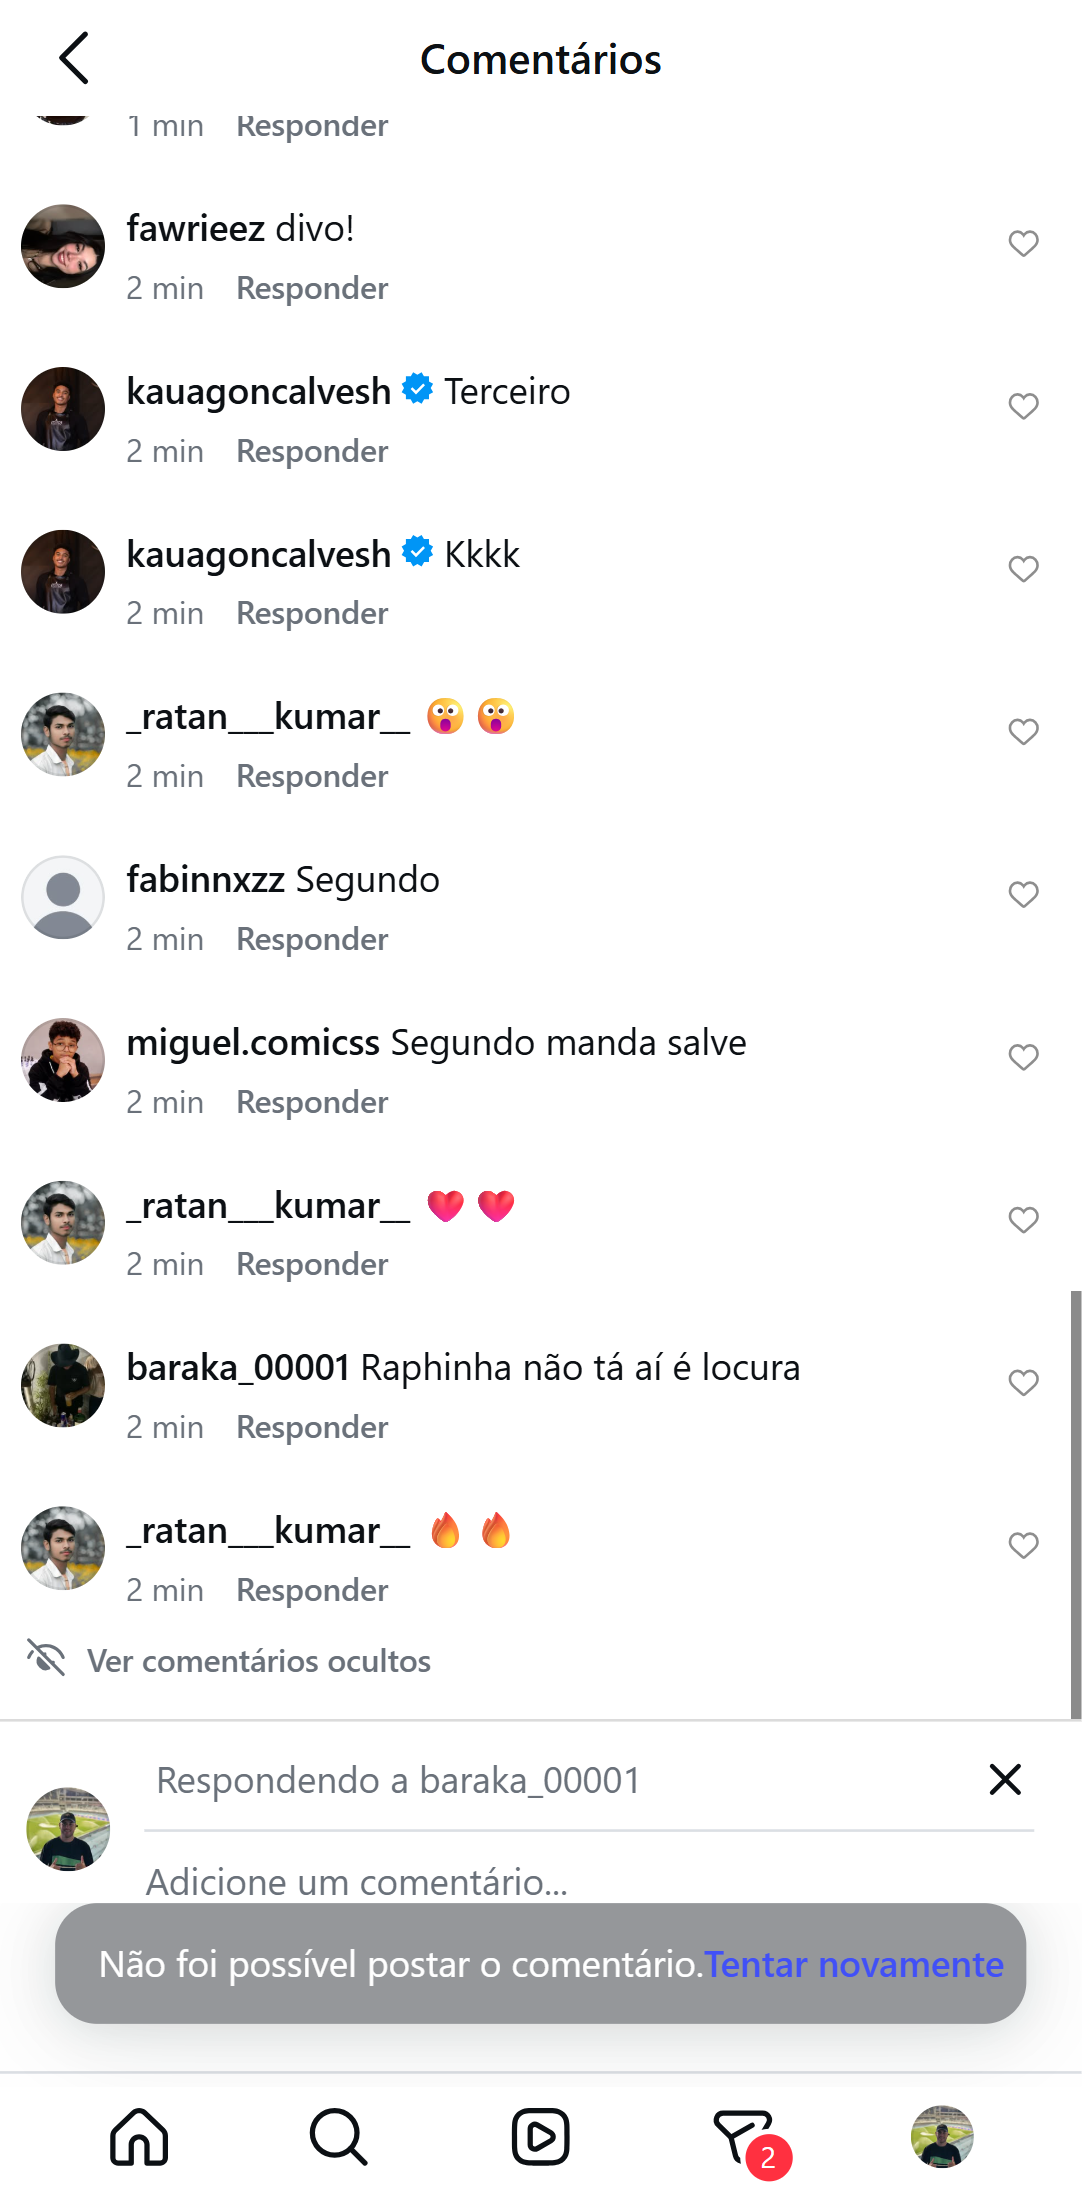 Comentários
1 min Responder
fawrieez divo!
2 min Responder
kauagoncalvesh Terceiro
2 min Responder
kauagoncalvesh Kkkk
2 min Responder
_ratan___kumar__ 😲 😲
2 min Responder
fabinnxzz Segundo
2 min Responder
miguel.comicss Segundo manda salve
2 min Responder
_ratan___kumar__ ❤️ ❤️
2 min Responder
baraka_00001 Raphinha não tá aí é locura
2 min Responder
_ratan___kumar__ 🔥 🔥
2 min Responder
Ver comentários ocultos
Respondendo a baraka_00001
Adicione um comentário...
Não foi possível postar o comentário.Tentar novamente
2